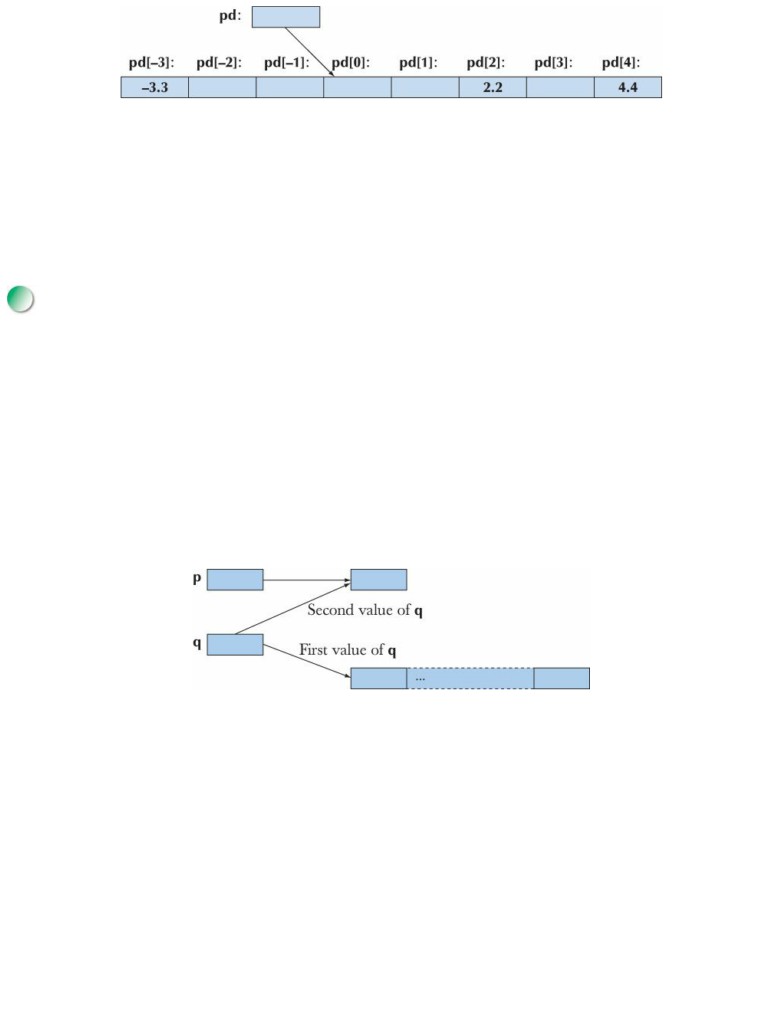 pd:
pd[–3]: pd[–2]: pd[–1]: pd[0]: pd[1]: pd[2]: pd[3]: pd[4]:
–3.3 2.2 4.4
p
Second value of q
q
First value of q
...